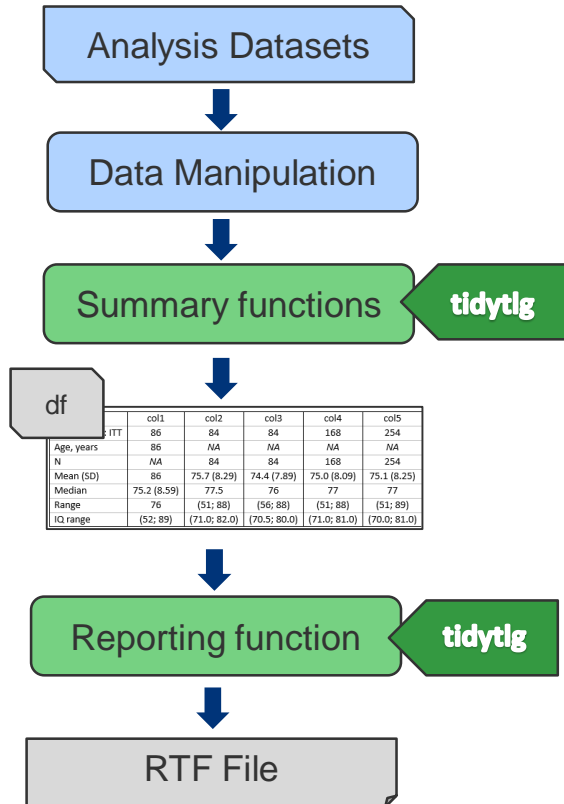 Analysis Datasets
Data Manipulation
Summary functions
tidytlg
df
col1 col2 col3 col4 col5
: ITT 86 84 84 168 254
Age, years 86 NA NA NA NA
N NA 84 84 168 254
Mean (SD) 86 75.7 (8.29) 74.4 (7.89) 75.0 (8.09) 75.1 (8.25)
Median 75.2 (8.59) 77.5 76 77 77
Range 76 (51; 88) (56; 88) (51; 88) (51; 89)
IQ range (52; 89) (71.0; 82.0) (70.5; 80.0) (71.0; 81.0) (70.0; 81.0)
Reporting function
tidytlg
RTF File